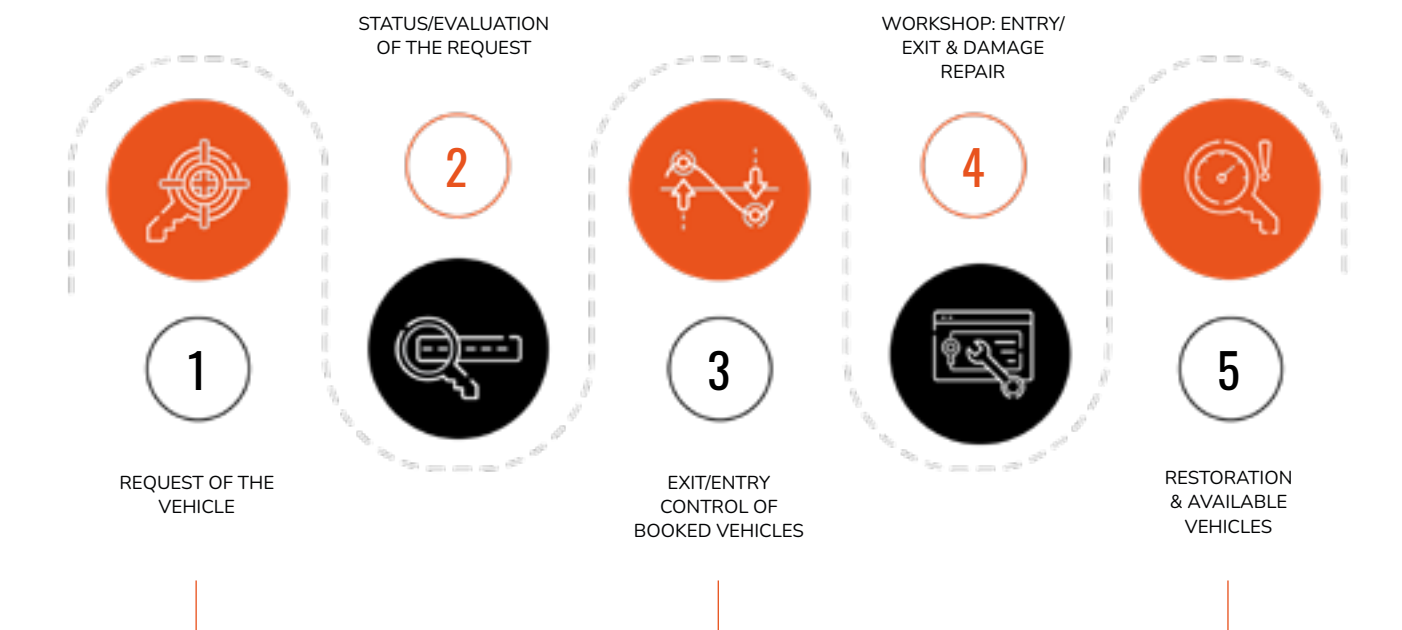 1
REQUEST OF THE
VEHICLE
STATUS/EVALUATION
OF THE REQUEST
2
3
EXIT/ENTRY
CONTROL OF
BOOKED VEHICLES
WORKSHOP: ENTRY/
EXIT & DAMAGE
REPAIR
4
5
RESTORATION
& AVAILABLE
VEHICLES